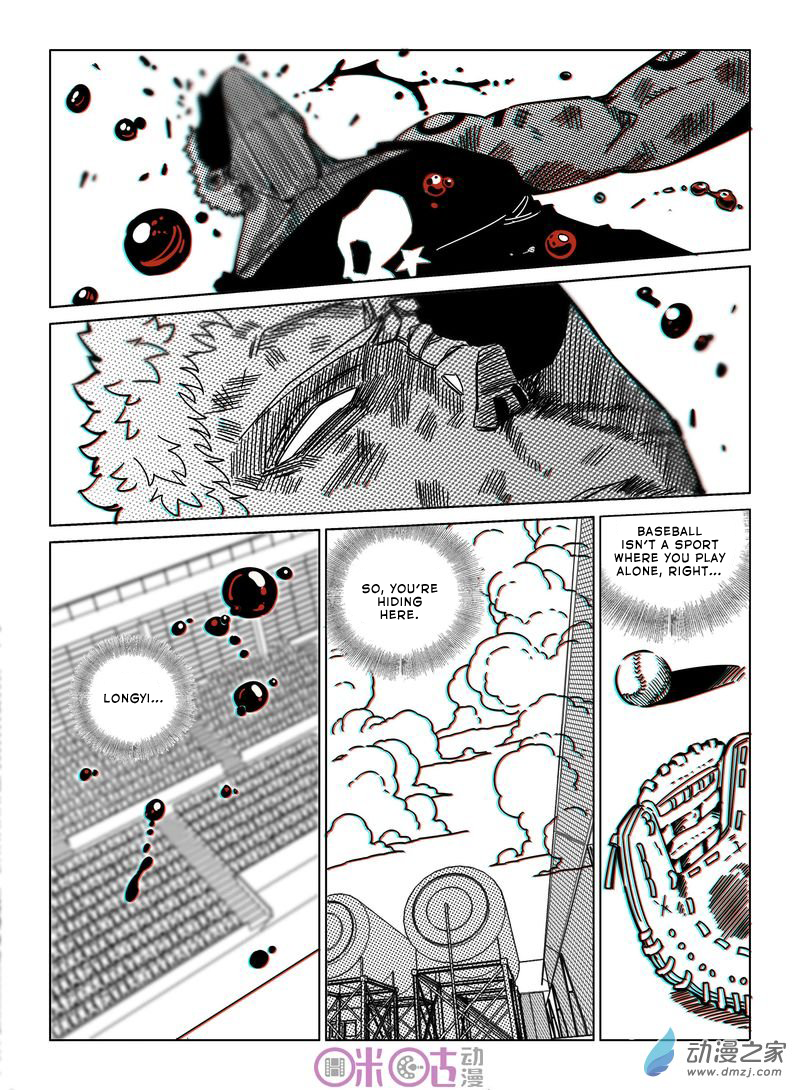 BASEBALL
ISN'T A SPORT
WHERE YOU PLAY
ALONE, RIGHT...
SO, YOU'RE
HIDING
HERE.
LONGYI...
咪咕动漫
动漫之家
www.dmzj.com